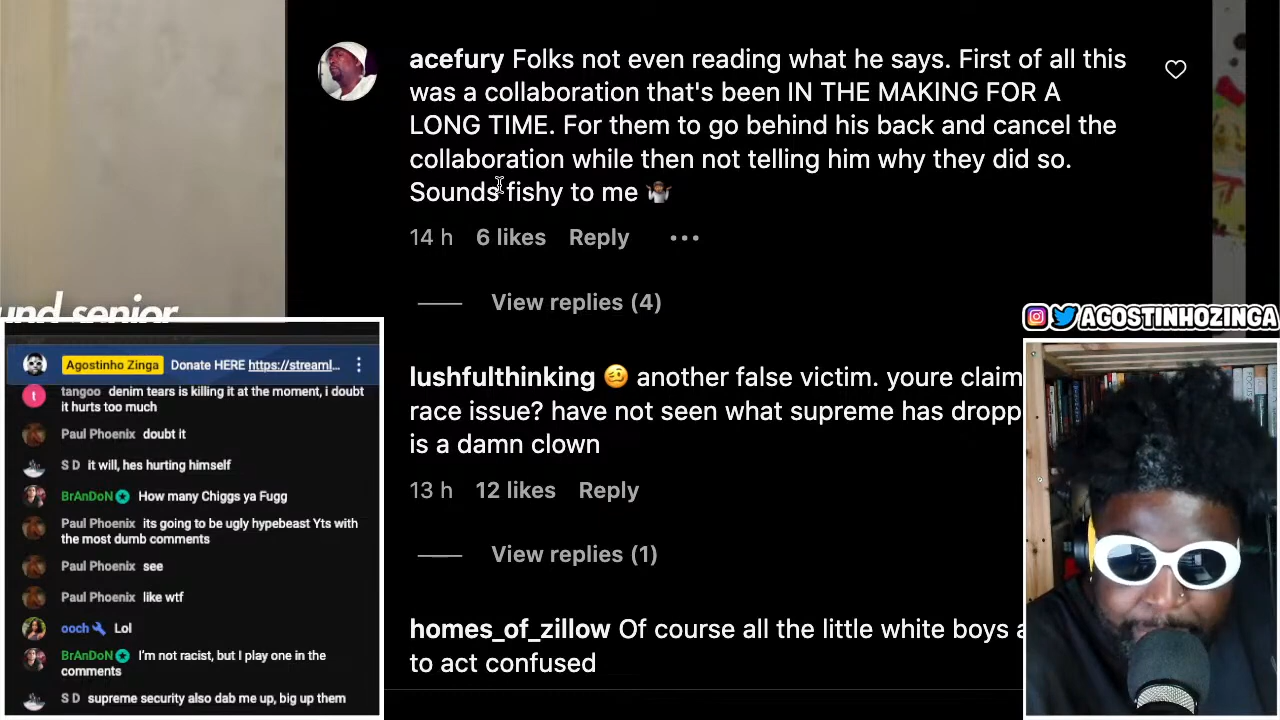 acefury Folks not even reading what he says. First of all this
was a collaboration that's been IN THE MAKING FOR A
LONG TIME. For them to go behind his back and cancel the
collaboration while then not telling him why they did so.
Sounds fishy to me 🤷🏾‍♂️
14 h 6 likes Reply •••
View replies (4)
lushfulthinking 🥴 another false victim. youre claim
race issue? have not seen what supreme has dropp
is a damn clown
13 h 12 likes Reply
View replies (1)
homes_of_zillow Of course all the little white boys a
to act confused
und senior
Agostinho Zinga Donate HERE https://streaml...
t
tangoo denim tears is killing it at the moment, i doubt
it hurts too much
Paul Phoenix doubt it
S D it will, hes hurting himself
BrAnDoN How many Chiggs ya Fugg
Paul Phoenix its going to be ugly hypebeast Yts with
the most dumb comments
Paul Phoenix see
Paul Phoenix like wtf
ooch Lol
BrAnDoN I'm not racist, but I play one in the
comments
S D supreme security also dab me up, big up them
AGOSTINHOZINGA